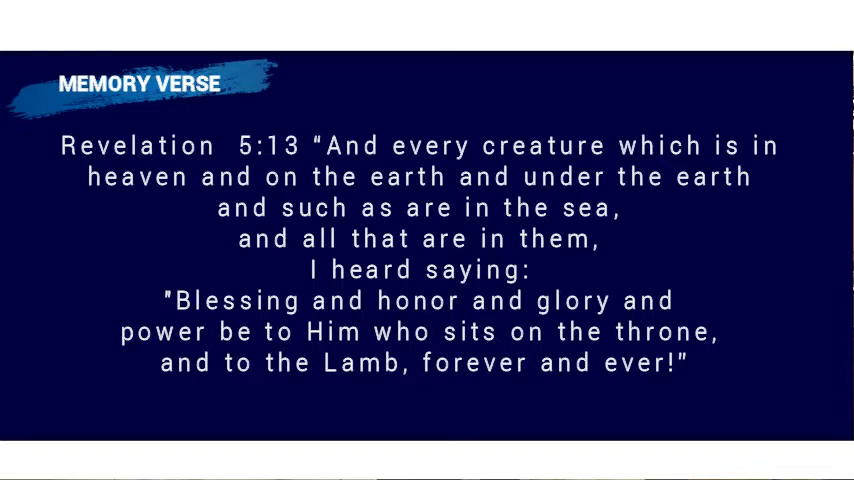 MEMORY VERSE
Revelation 5:13 “And every creature which is in
heaven and on the earth and under the earth
and such as are in the sea,
and all that are in them,
I heard saying:
"Blessing and honor and glory and
power be to Him who sits on the throne,
and to the Lamb, forever and ever!”